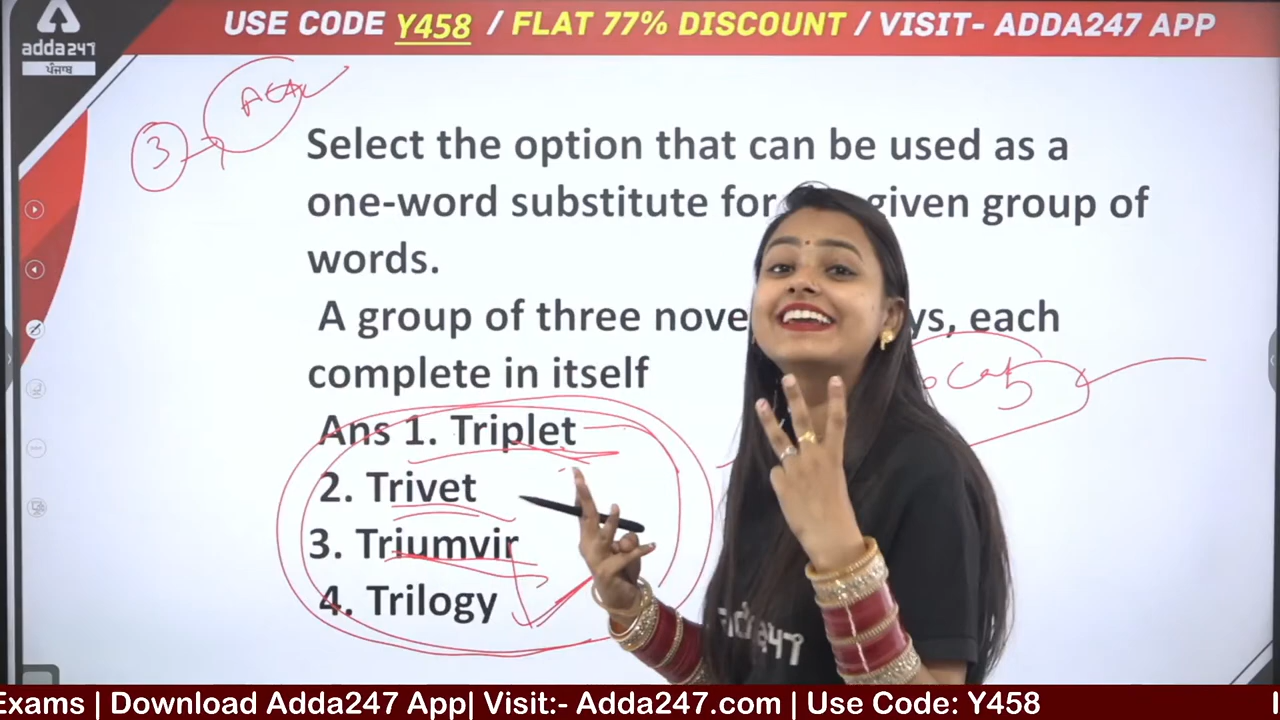 USE CODE Y458 / FLAT 77% DISCOUNT / VISIT- ADDA247 APP
adda247
ਪੰਜਾਬ
3
Select the option that can be used as a
one-word substitute for given group of
words.
A group of three each
complete in itself
Ans 1. Triplet
2. Trivet
3. Triumvir
4. Trilogy
Exams | Download Adda247 App| Visit:- Adda247.com | Use Code: Y458